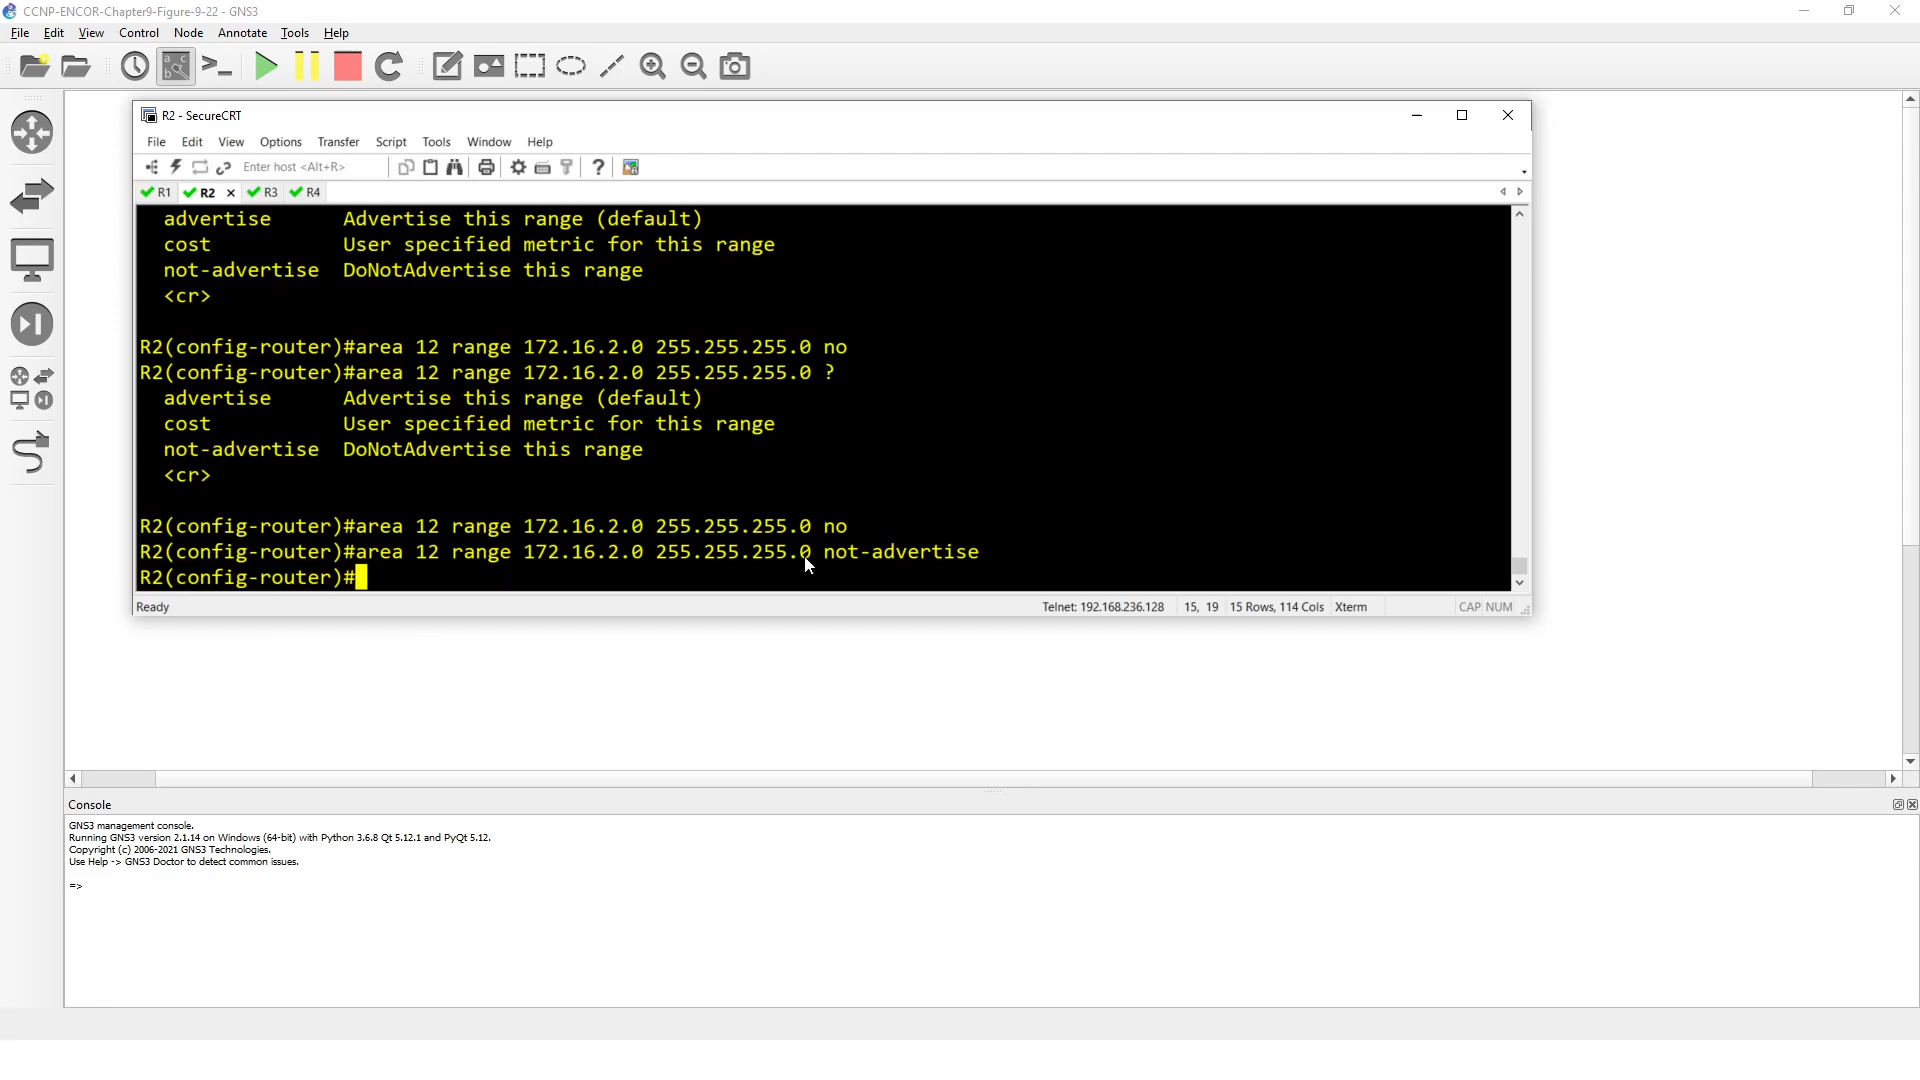 CCNP-ENCOR-Chapter9-Figure-9-22 - GNS3
File Edit View Control Node Annotate Tools Help
R2 - SecureCRT
File Edit View Options Transfer Script Tools Window Help
Enter host <Alt+R>
R1 R2 R3 R4
advertise Advertise this range (default)
cost User specified metric for this range
not-advertise DoNotAdvertise this range
<cr>
R2(config-router)#area 12 range 172.16.2.0 255.255.255.0 no
R2(config-router)#area 12 range 172.16.2.0 255.255.255.0 ?
advertise Advertise this range (default)
cost User specified metric for this range
not-advertise DoNotAdvertise this range
<cr>
R2(config-router)#area 12 range 172.16.2.0 255.255.255.0 no
R2(config-router)#area 12 range 172.16.2.0 255.255.255.0 not-advertise
R2(config-router)#
Ready Telnet: 192.168.236.128 15, 19 15 Rows, 114 Cols Xterm CAP NUM
Console
GNS3 management console.
Running GNS3 version 2.1.14 on Windows (64-bit) with Python 3.6.8 Qt 5.12.1 and PyQt 5.12.
Copyright (c) 2006-2021 GNS3 Technologies.
Use Help -> GNS3 Doctor to detect common issues.
=>